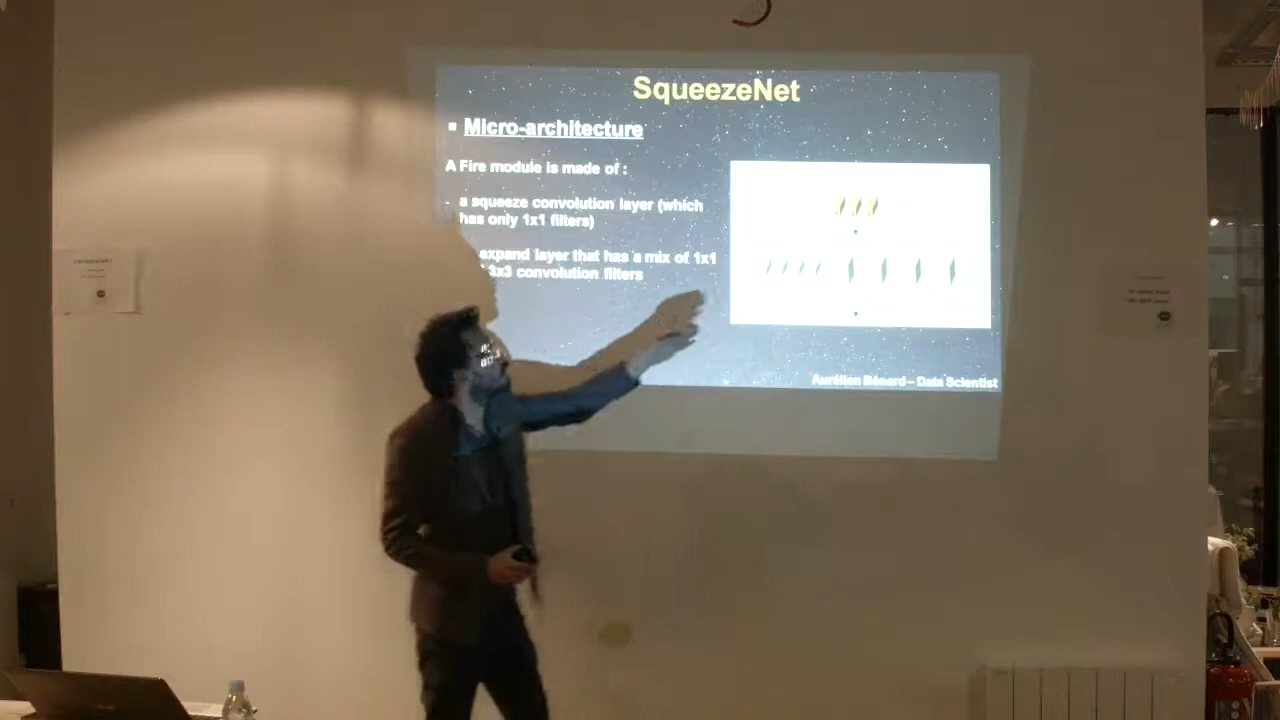 SqueezeNet
Micro-architecture
A Fire module is made of :
- a squeeze convolution layer (which
has only 1x1 filters)
expand layer that has a mix of 1x1
3x3 convolution filters
Aurélien Bénard – Data Scientist